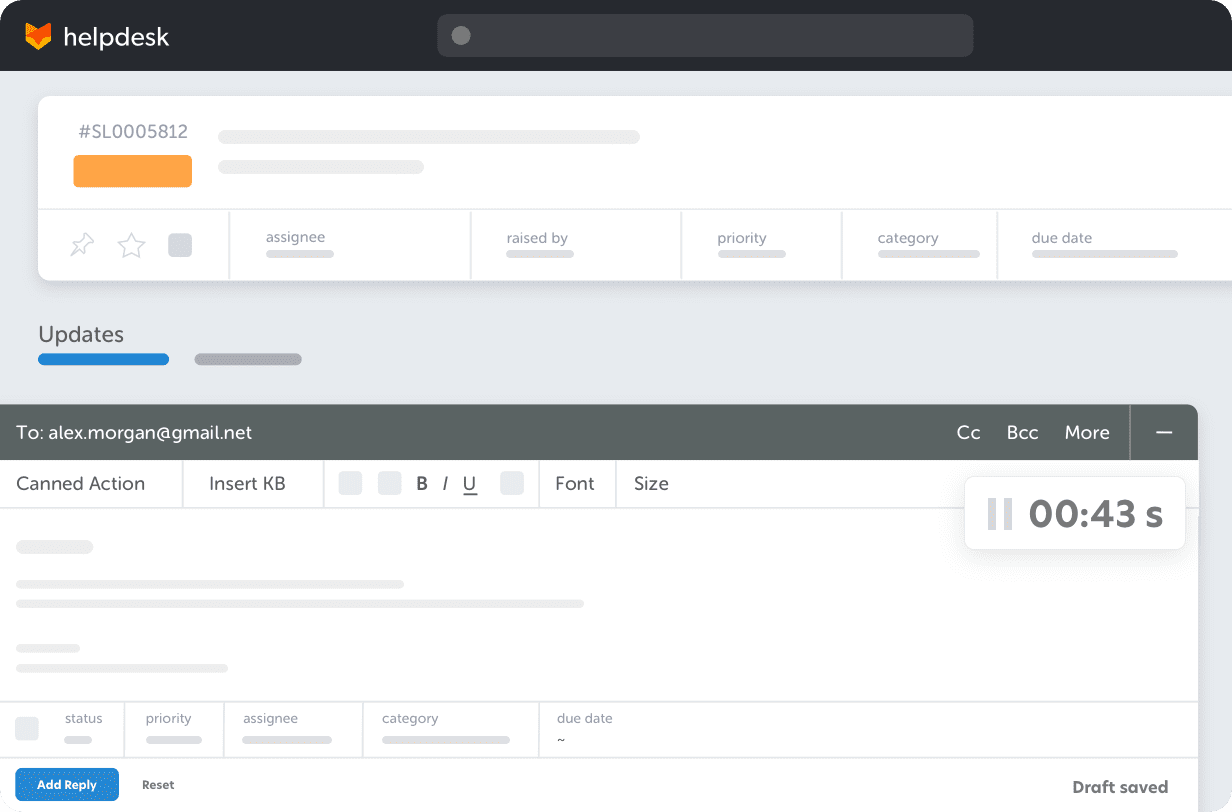 helpdesk
#SL0005812
assignee raised by priority category due date
Updates
To: alex.morgan@gmail.net Cc Bcc More
Canned Action Insert KB B I U Font Size
00:43 s
status priority assignee category due date
~
Add Reply Reset Draft saved